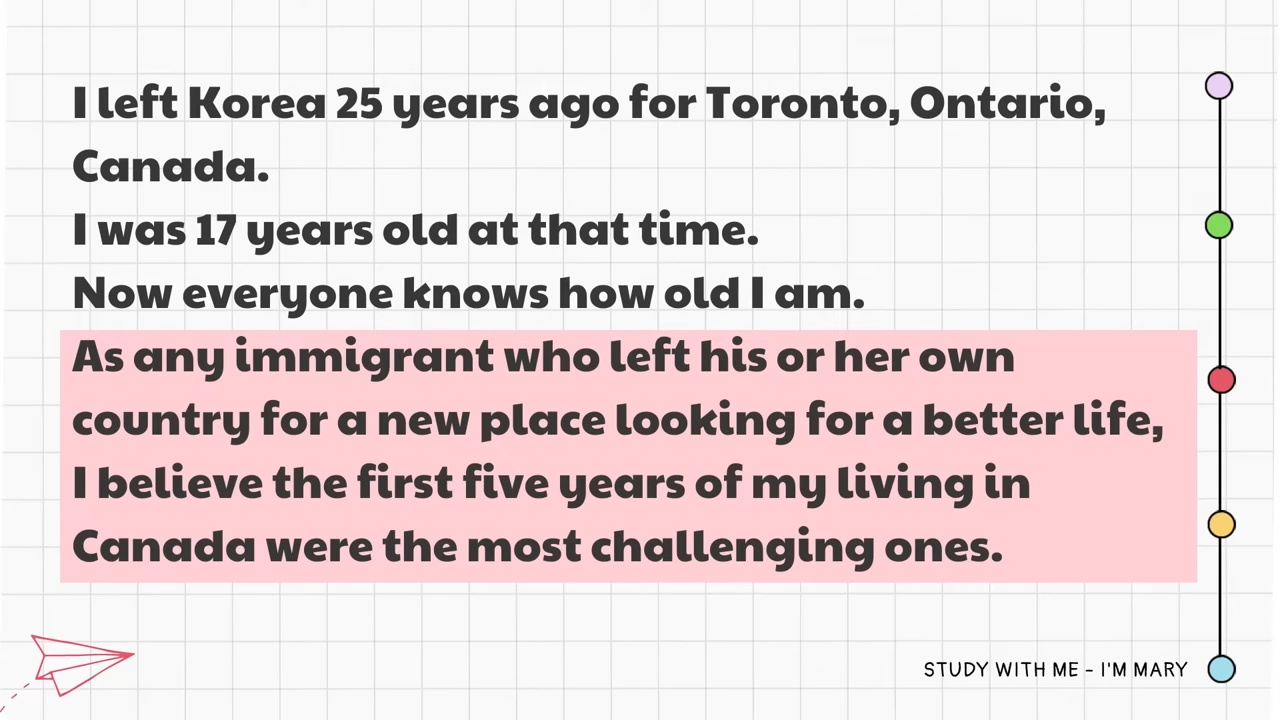 I left Korea 25 years ago for Toronto, Ontario,
Canada.
I was 17 years old at that time.
Now everyone knows how old I am.
As any immigrant who left his or her own
country for a new place looking for a better life,
I believe the first five years of my living in
Canada were the most challenging ones.
STUDY WITH ME - I'M MARY